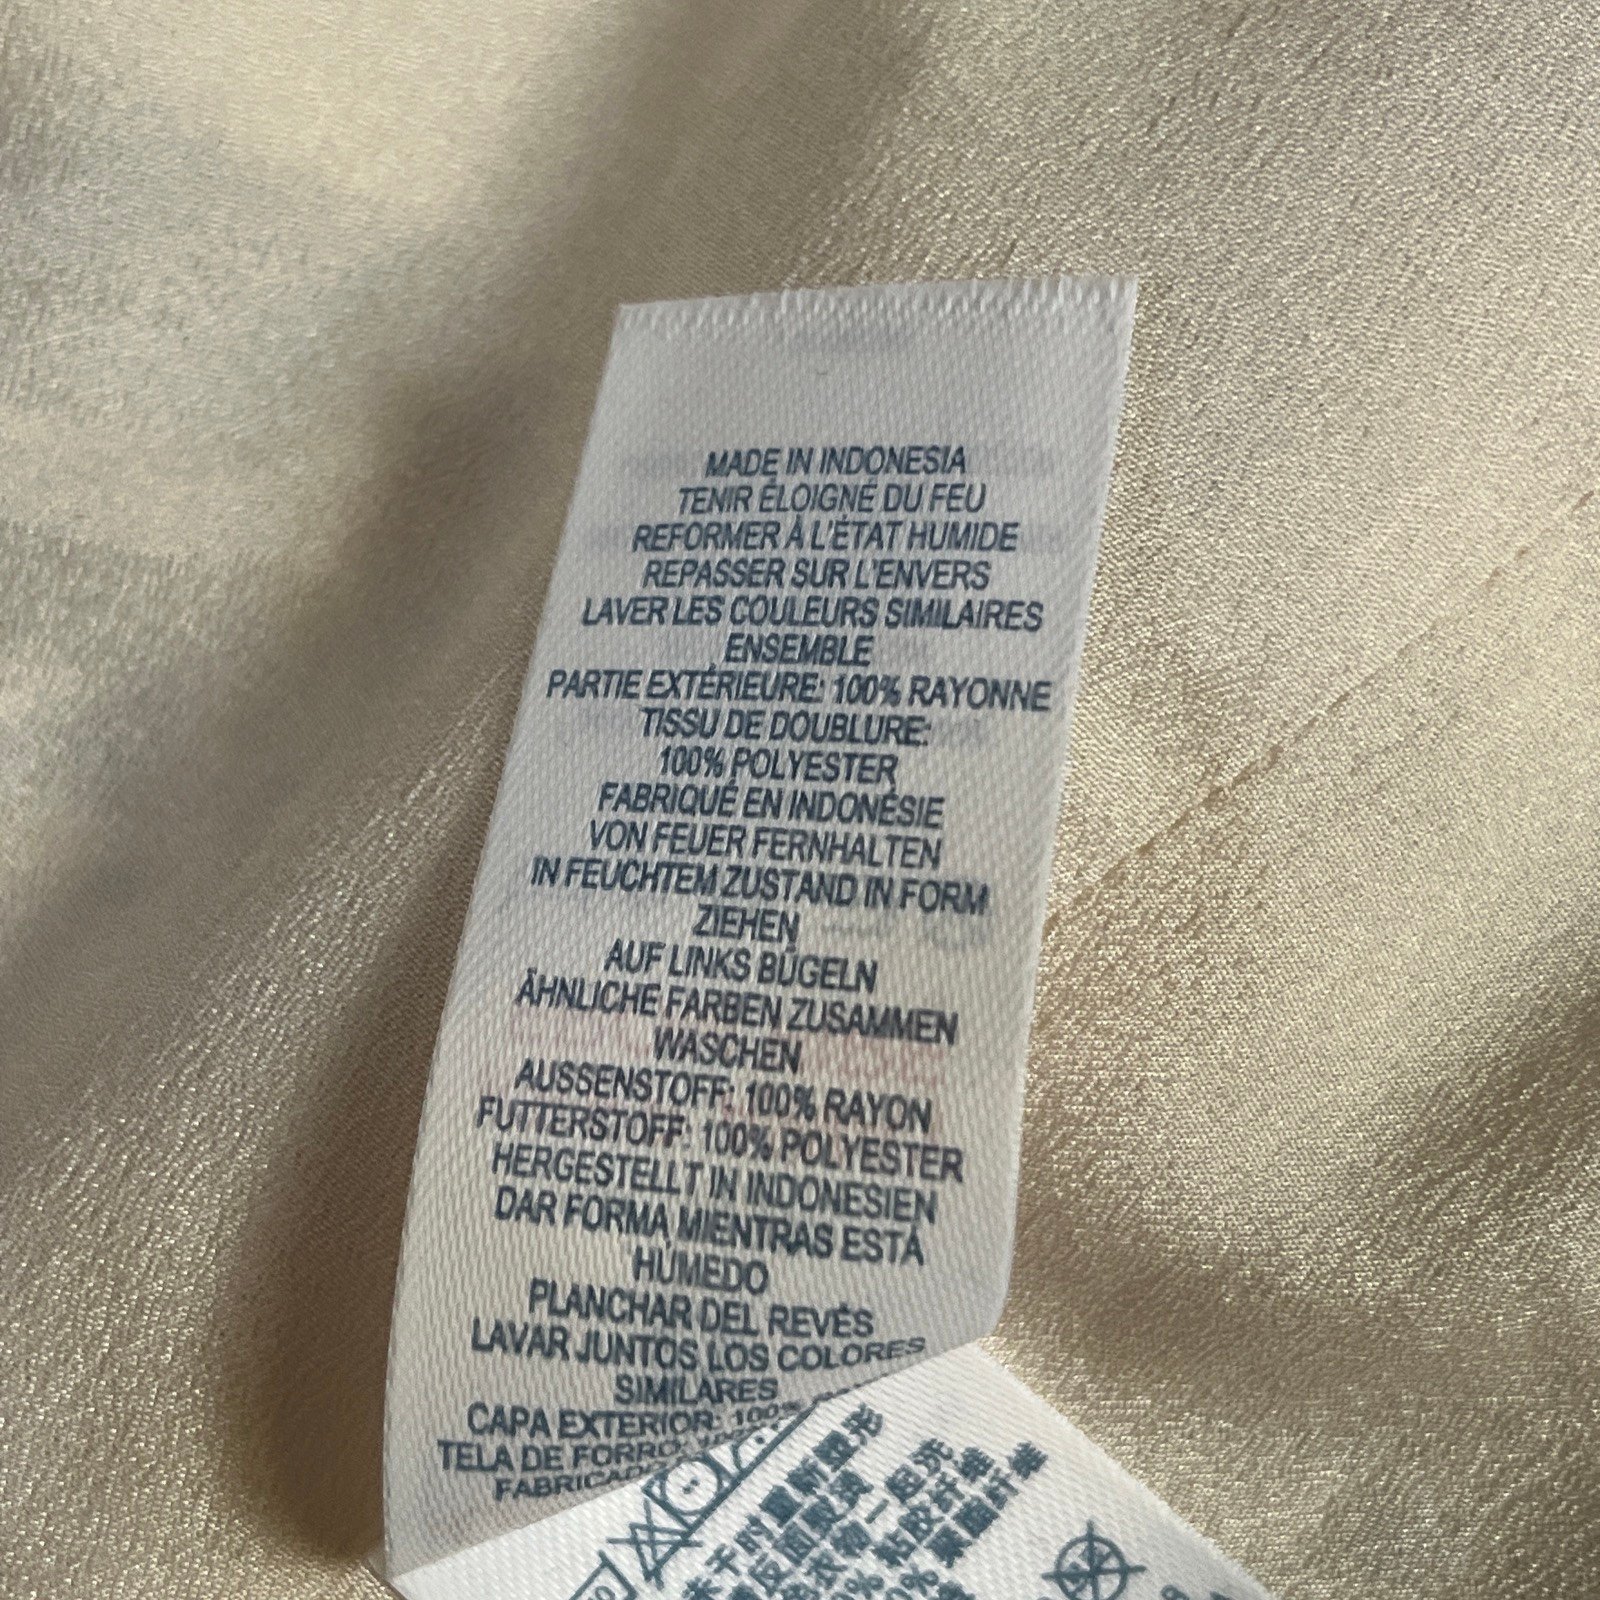 MADE IN INDONESIA
TENIR ÉLOIGNÉ DU FEU
REFORMER À L'ÉTAT HUMIDE
REPASSER SUR L'ENVERS
LAVER LES COULEURS SIMILAIRES
ENSEMBLE
PARTIE EXTÉRIEURE: 100% RAYONNE
TISSU DE DOUBLURE:
100% POLYESTER
FABRIQUÉ EN INDONÉSIE
VON FEUER FERNHALTEN
IN FEUCHTEM ZUSTAND IN FORM
ZIEHEN
AUF LINKS BÜGELN
ÄHNLICHE FARBEN ZUSAMMEN
WASCHEN
AUSSENSTOFF: 100% RAYON
FUTTERSTOFF: 100% POLYESTER
HERGESTELLT IN INDONESIEN
DAR FORMA MIENTRAS ESTÁ
HÚMEDO
PLANCHAR DEL REVÉS
LAVAR JUNTOS LOS COLORES
SIMILARES
CAPA EXTERIOR: 100%
TELA DE FORRO: